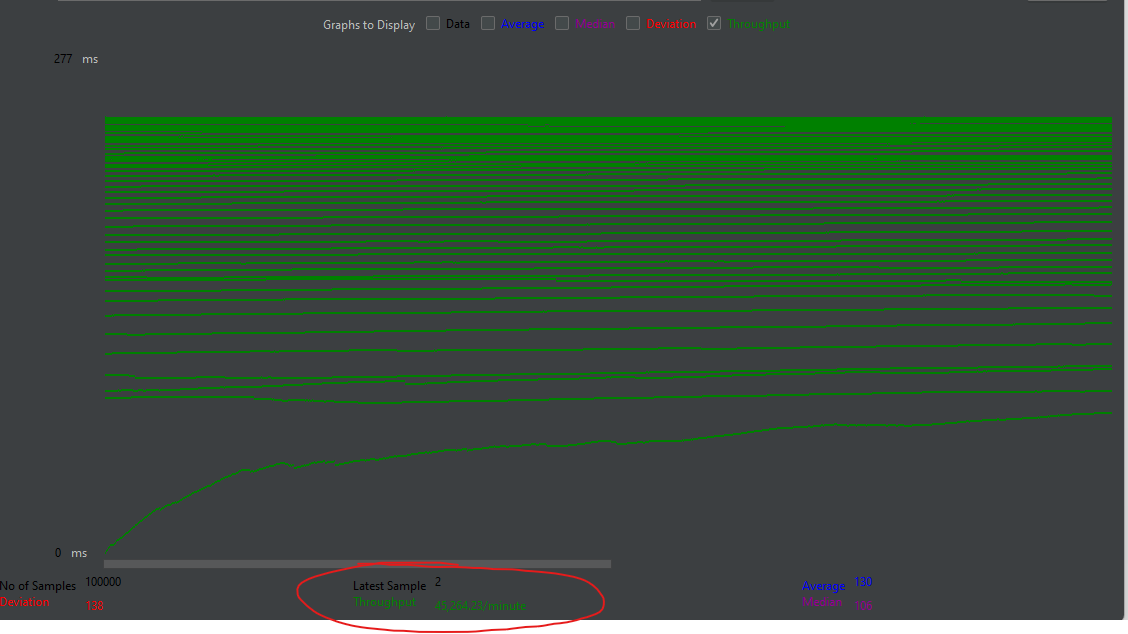 Graphs to Display Data Average Median Deviation Throughput
277 ms
0 ms
No of Samples 100000 Latest Sample 2 Average 130
Deviation 138 Throughput 45,264.23/minute Median